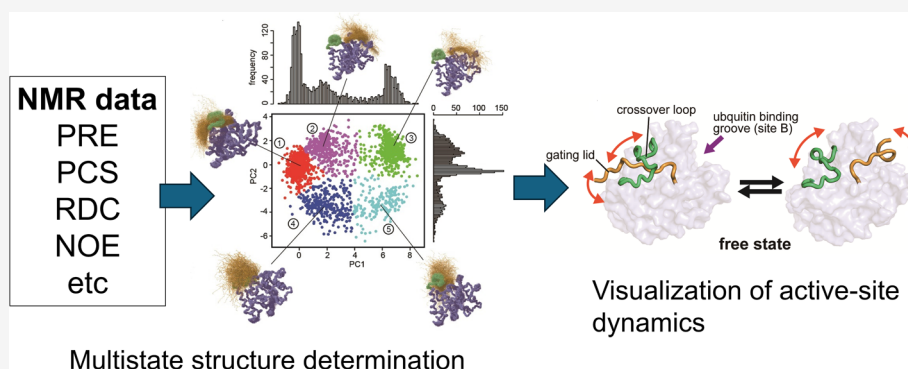 NMR data
PRE
PCS
RDC
NOE
etc
frequency
120
80
40
0
0 50 100 150
4
2
0
-2
-4
-6
PC2
0 2 4 6 8
PC1
①
②
③
④
⑤
Multistate structure determination
crossover loop
gating lid
ubquitin binding
groove (site B)
free state
Visualization of active-site
dynamics